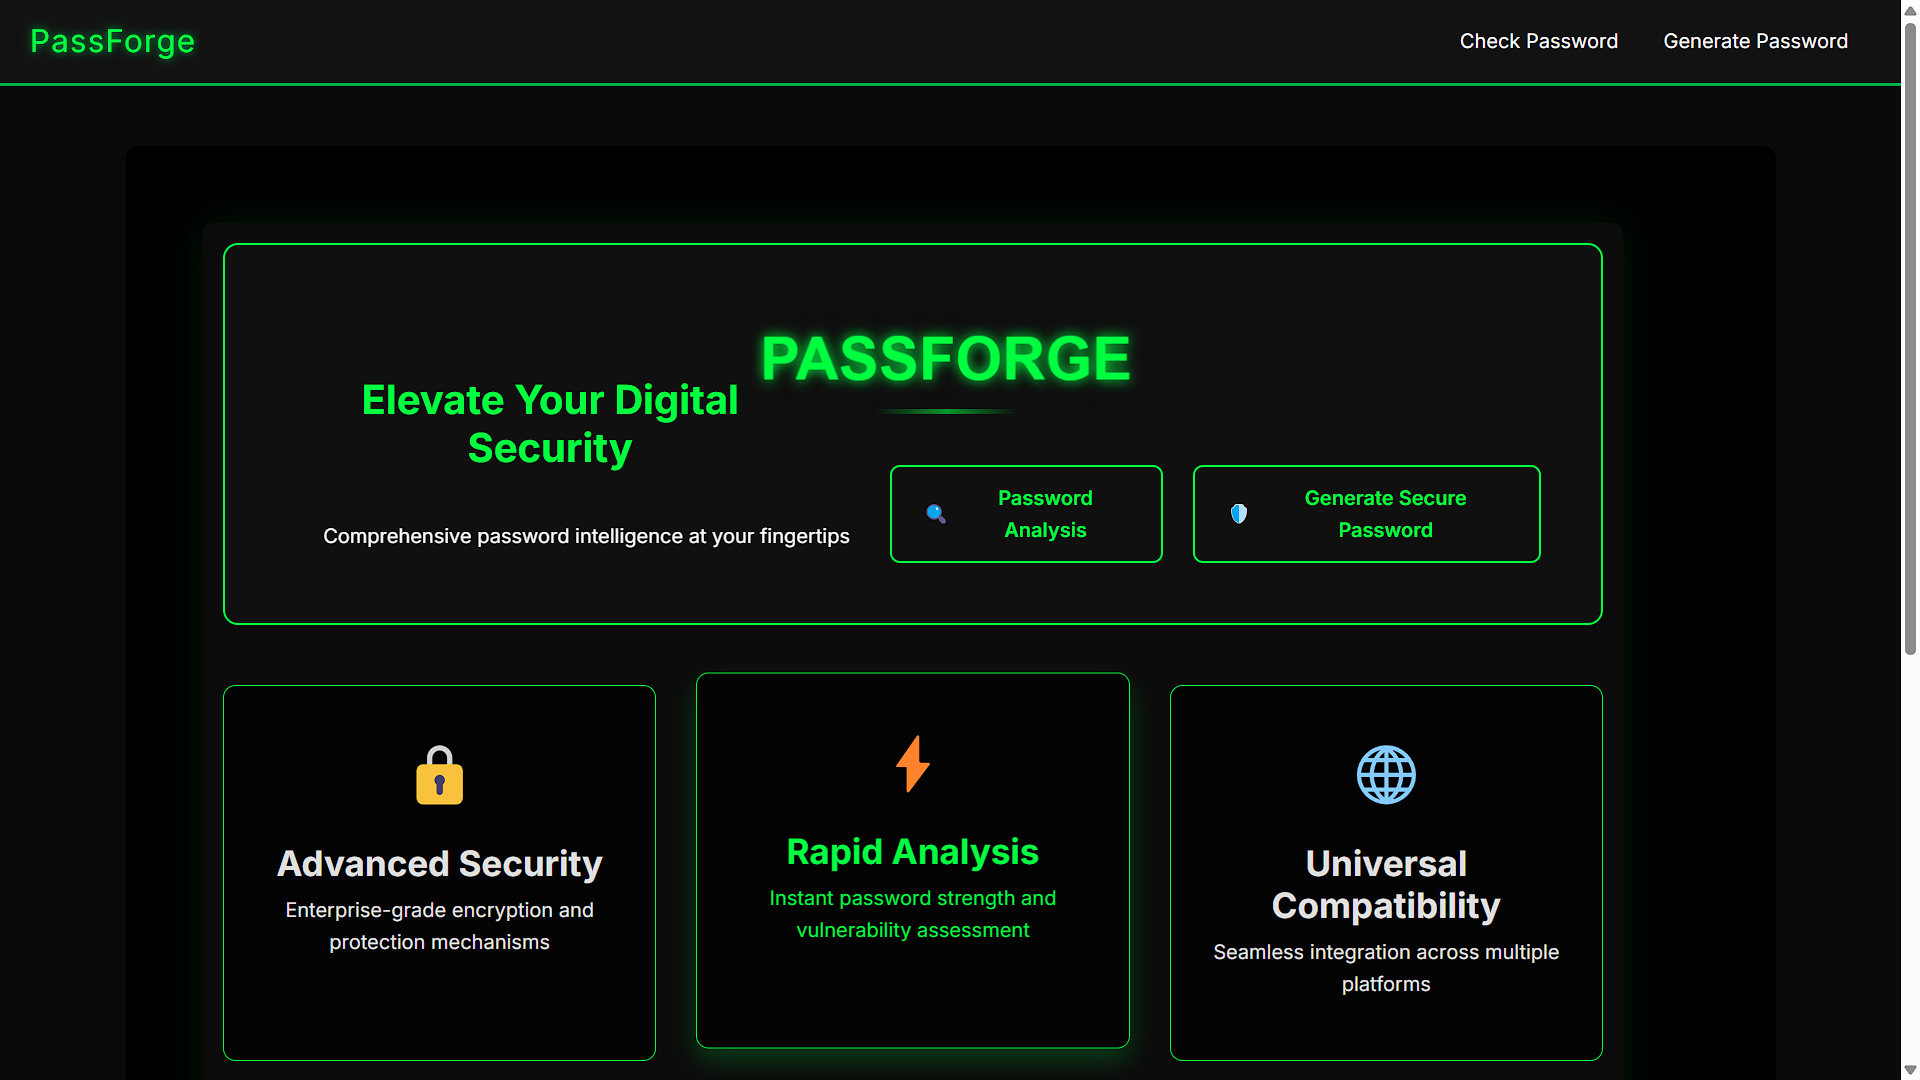 PassForge
Check Password
Generate Password
PASSFORGE
Elevate Your Digital
Security
Comprehensive password intelligence at your fingertips
Password
Analysis
Generate Secure
Password
Advanced Security
Enterprise-grade encryption and
protection mechanisms
Rapid Analysis
Instant password strength and
vulnerability assessment
Universal
Compatibility
Seamless integration across multiple
platforms